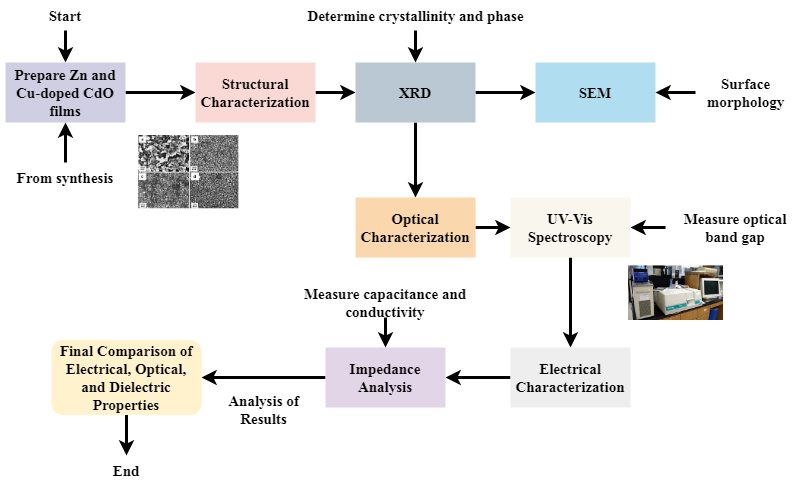 Start
Determine crystallinity and phase
Prepare Zn and
Cu-doped CdO
films
Structural
Characterization
XRD
SEM
Surface
morphology
From synthesis
a
b
c
d
Optical
Characterization
UV-Vis
Spectroscopy
Measure optical
band gap
Measure capacitance and
conductivity
Final Comparison of
Electrical, Optical,
and Dielectric
Properties
Impedance
Analysis
Electrical
Characterization
Analysis of
Results
End